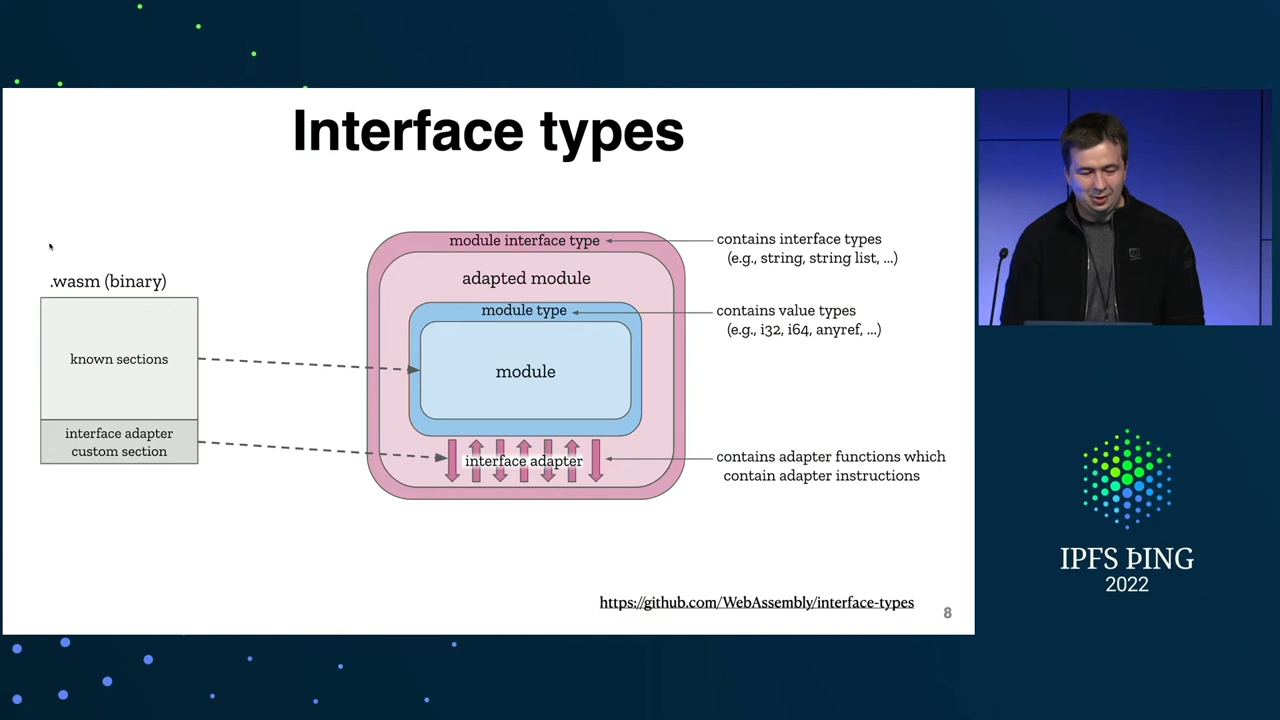 Interface types
.wasm (binary)
known sections
interface adapter
custom section
module interface type
adapted module
module type
module
interface adapter
contains interface types
(e.g., string, string list, ...)
contains value types
(e.g., i32, i64, anyref, ...)
contains adapter functions which
contain adapter instructions
https://github.com/WebAssembly/interface-types
8
IPFS ÞING
2022